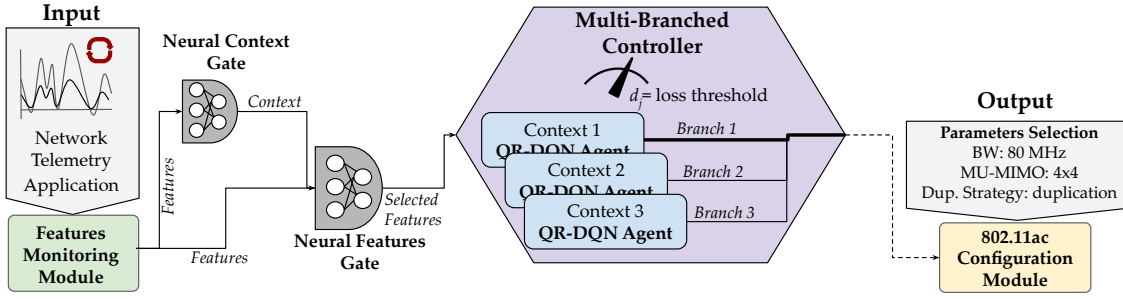 Input
Network
Telemetry
Application
Features
Monitoring
Module
Features
Features
Neural Context
Gate
Context
Neural Features
Gate
Selected
Features
Multi-Branched
Controller
d_j= loss threshold
Context 1
QR-DQN Agent
Context 2
QR-DQN Agent
Context 3
QR-DQN Agent
Branch 1
Branch 2
Branch 3
Output
Parameters Selection
BW: 80 MHz
MU-MIMO: 4x4
Dup. Strategy: duplication
802.11ac
Configuration
Module